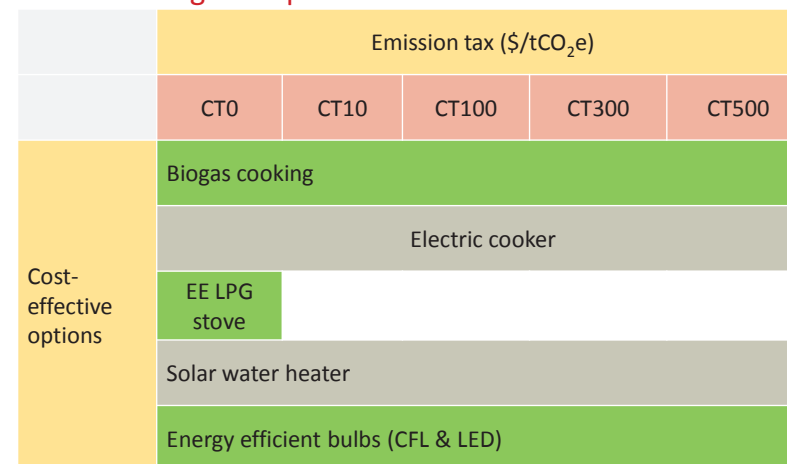 Emission tax ($/tCO₂e)
CT0 CT10 CT100 CT300 CT500
Biogas cooking
Electric cooker
Cost-
effective
options
EE LPG
stove
Solar water heater
Energy efficient bulbs (CFL & LED)